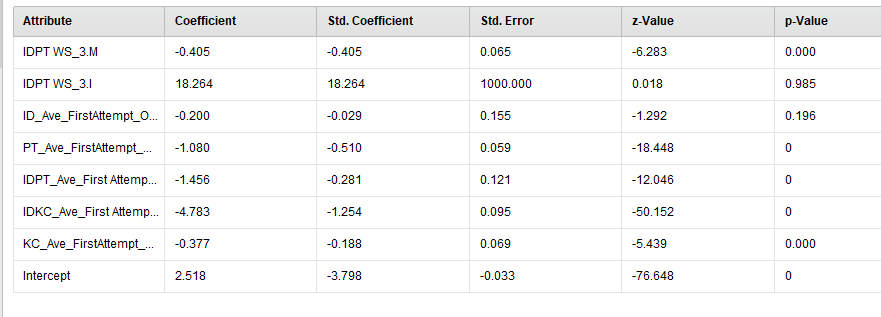 Attribute Coefficient Std. Coefficient Std. Error z-Value p-Value
IDPT WS_3.M -0.405 -0.405 0.065 -6.283 0.000
IDPT WS_3.I 18.264 18.264 1000.000 0.018 0.985
ID_Ave_FirstAttempt_O... -0.200 -0.029 0.155 -1.292 0.196
PT_Ave_FirstAttempt_... -1.080 -0.510 0.059 -18.448 0
IDPT_Ave_First Attemp... -1.456 -0.281 0.121 -12.046 0
IDKC_Ave_First Attemp... -4.783 -1.254 0.095 -50.152 0
KC_Ave_FirstAttempt_... -0.377 -0.188 0.069 -5.439 0.000
Intercept 2.518 -3.798 -0.033 -76.648 0